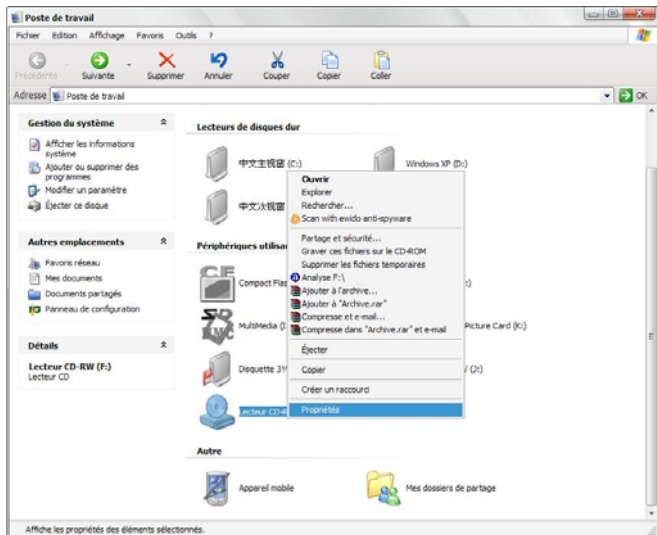 Poste de travail
Fichier Edition Affichage Favoris Outils ?
Précédente Suivante Supprimer Annuler Couper Copier Coller
Adresse Poste de travail OK
Gestion du système
Afficher les informations
système
Ajouter ou supprimer des
programmes
Modifier un paramètre
Éjecter ce disque
Autres emplacements
Favoris réseau
Mes documents
Documents partagés
Panneau de configuration
Détails
Lecteur CD-RW (F:)
Lecteur CD
Lecteurs de disques dur
中文主视窗 (C:)
Windows XP (D:)
中文次视窗
Périphériques utilisa
Compact Flas
MultiMedia (I
Picture Card (K:)
Disquette 3½
Lecteur CD-R
Ouvrir
Explorer
Rechercher...
Scan with ewido anti-spyware
Partage et sécurité...
Graver ces fichiers sur le CD-ROM
Supprimer les fichiers temporaires
Analyse F:\
Ajouter à l'archive...
Ajouter à "Archive.rar"
Compresse et e-mail...
Compresse dans "Archive.rar" et e-mail
Éjecter
Copier
Créer un raccourci
Propriétés
Autre
Appareil mobile
Mes dossiers de partage
Affiche les propriétés des éléments sélectionnés.